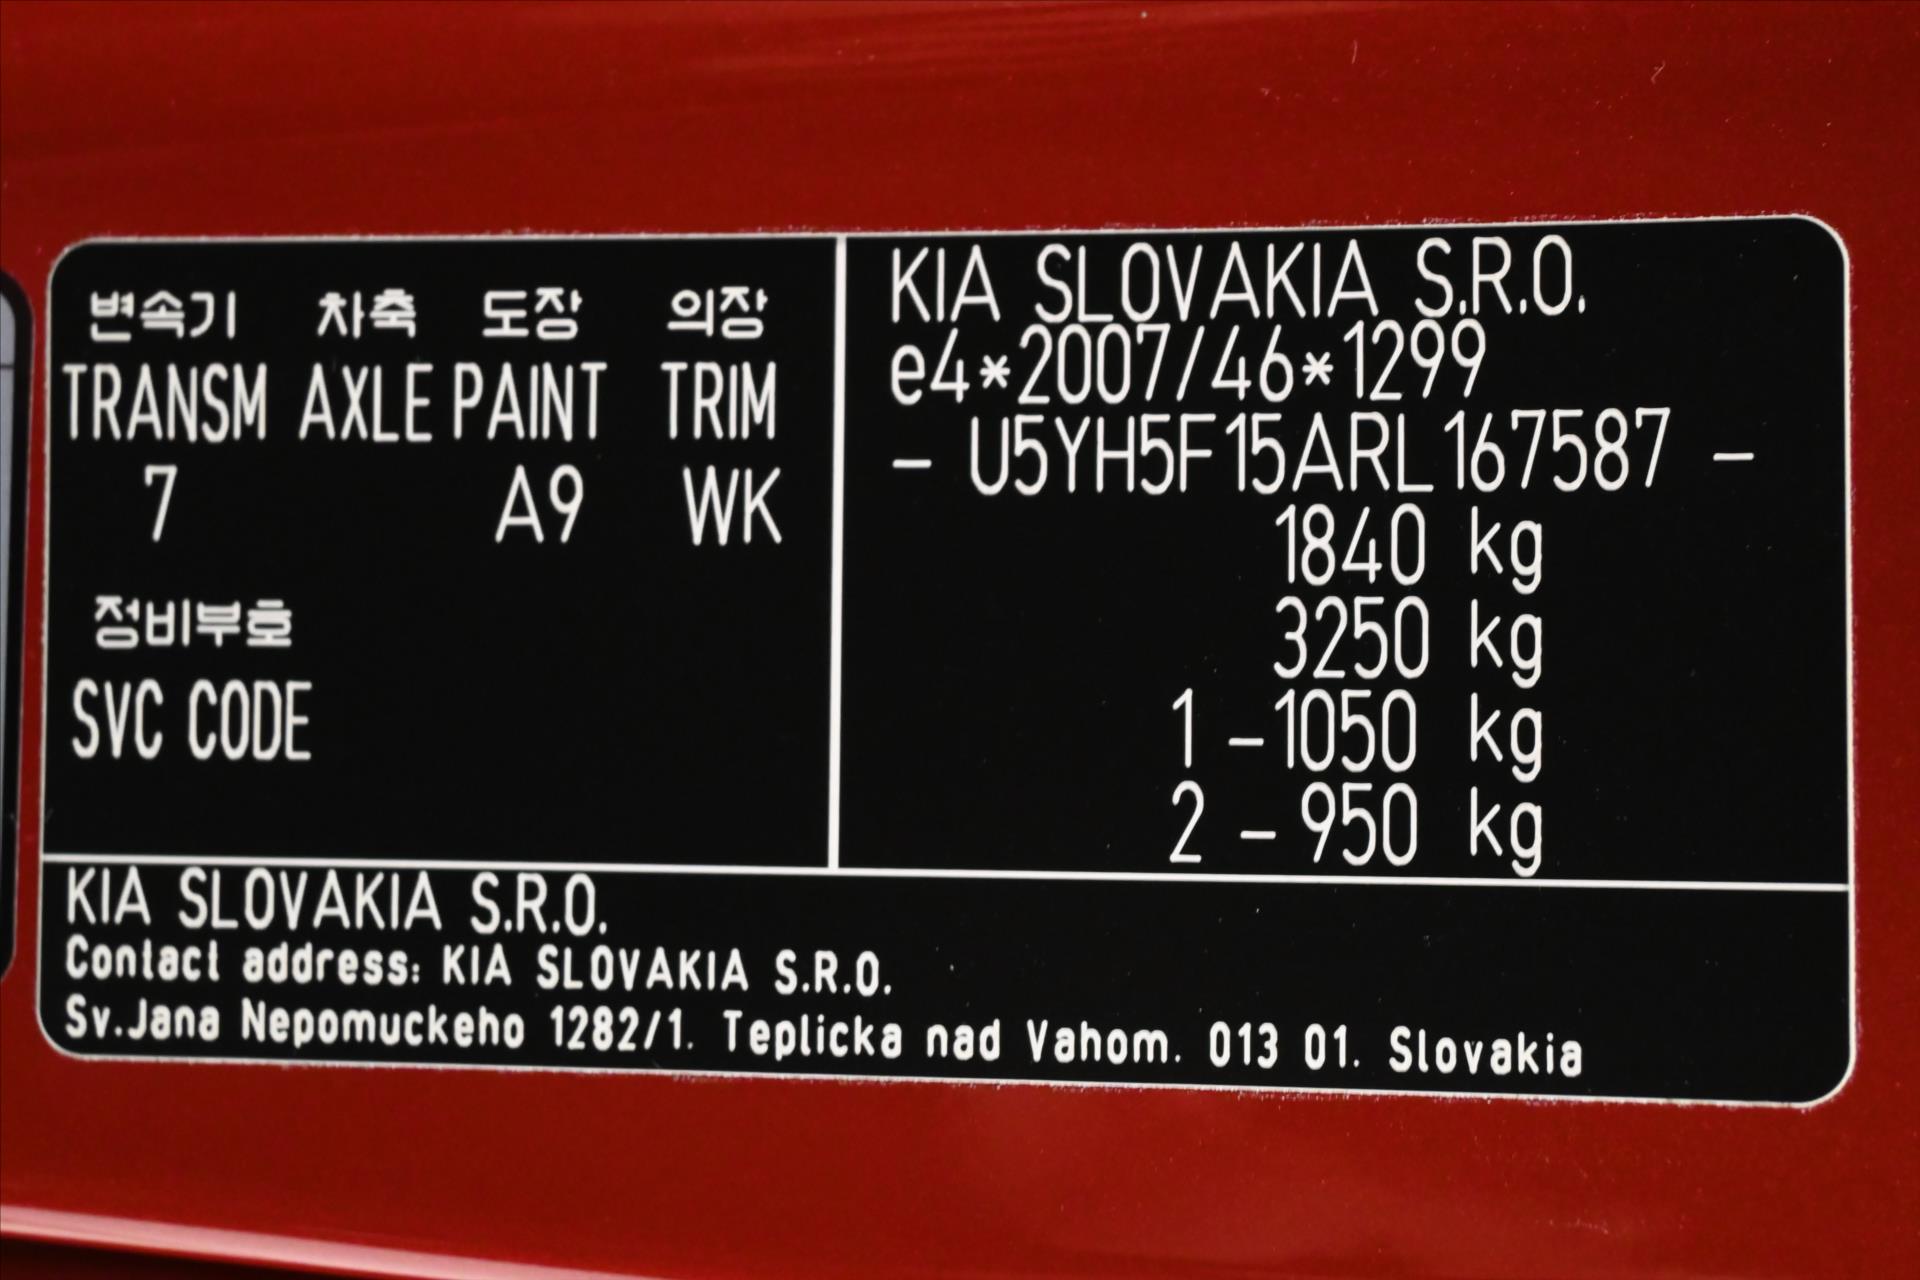 변속기 차축 도장 의장
TRANSM AXLE PAINT TRIM
7 A9 WK
정비부호
SVC CODE
KIA SLOVAKIA S.R.O.
e4*2007/46*1299
- U5YH5F15ARL167587 -
1840 kg
3250 kg
1 -1050 kg
2 - 950 kg
KIA SLOVAKIA S.R.O.
Contact address: KIA SLOVAKIA S.R.O.
Sv.Jana Nepomuckeho 1282/1. Teplicka nad Vahom. 013 01. Slovakia